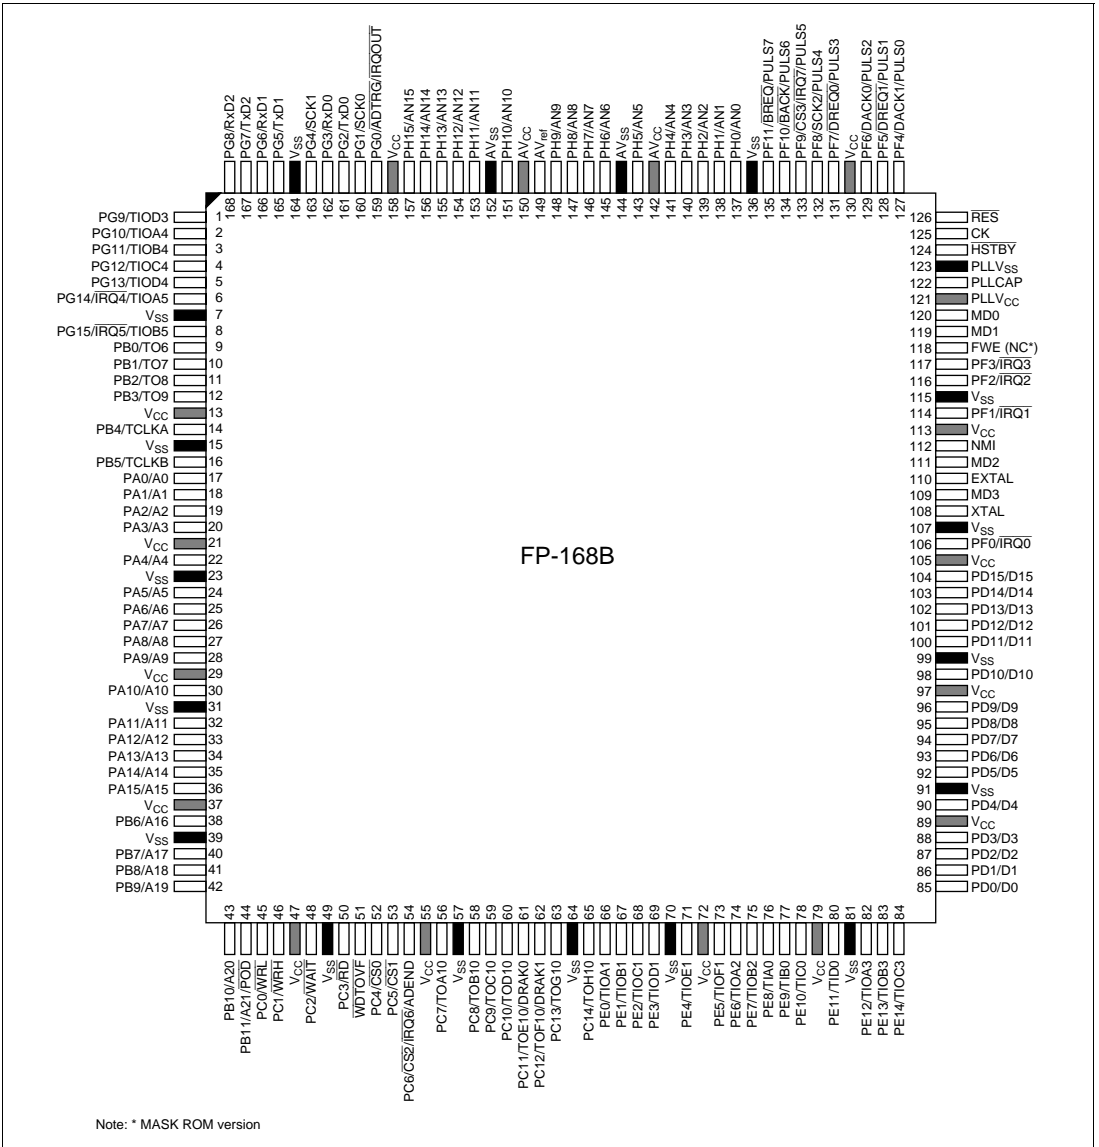 168 PG8/RxD2
167 PG7/TxD2
166 PG6/RxD1
165 PG5/TxD1
164 VSS
163 PG4/SCK1
162 PG3/RxD0
161 PG2/TxD0
160 PG1/SCK0
159 PG0/ADTRG/IRQOUT
158 VCC
157 PH15/AN15
156 PH14/AN14
155 PH13/AN13
154 PH12/AN12
153 PH11/AN11
152 AVSS
151 PH10/AN10
150 AVCC
149 AVref
148 PH9/AN9
147 PH8/AN8
146 PH7/AN7
145 PH6/AN6
144 AVSS
143 PH5/AN5
142 AVCC
141 PH4/AN4
140 PH3/AN3
139 PH2/AN2
138 PH1/AN1
137 PH0/AN0
136 VSS
135 PF11/BREQ/PULS7
134 PF10/BACK/PULS6
133 PF9/CS3/IRQ7/PULS5
132 PF8/SCK2/PULS4
131 PF7/DREQ0/PULS3
130 VCC
129 PF6/DACK0/PULS2
128 PF5/DREQ1/PULS1
127 PF4/DACK1/PULS0
PG9/TIOD3 1
PG10/TIOA4 2
PG11/TIOB4 3
PG12/TIOC4 4
PG13/TIOD4 5
PG14/IRQ4/TIOA5 6
VSS 7
PG15/IRQ5/TIOB5 8
PB0/TO6 9
PB1/TO7 10
PB2/TO8 11
PB3/TO9 12
VCC 13
PB4/TCLKA 14
VSS 15
PB5/TCLKB 16
PA0/A0 17
PA1/A1 18
PA2/A2 19
PA3/A3 20
VCC 21
PA4/A4 22
VSS 23
PA5/A5 24
PA6/A6 25
PA7/A7 26
PA8/A8 27
PA9/A9 28
VCC 29
PA10/A10 30
VSS 31
PA11/A11 32
PA12/A12 33
PA13/A13 34
PA14/A14 35
PA15/A15 36
VCC 37
PB6/A16 38
VSS 39
PB7/A17 40
PB8/A18 41
PB9/A19 42
FP-168B
126 RES
125 CK
124 HSTBY
123 PLLVSS
122 PLLCAP
121 PLLVCC
120 MD0
119 MD1
118 FWE (NC*)
117 PF3/IRQ3
116 PF2/IRQ2
115 VSS
114 PF1/IRQ1
113 VCC
112 NMI
111 MD2
110 EXTAL
109 MD3
108 XTAL
107 VSS
106 PF0/IRQ0
105 VCC
104 PD15/D15
103 PD14/D14
102 PD13/D13
101 PD12/D12
100 PD11/D11
99 VSS
98 PD10/D10
97 VCC
96 PD9/D9
95 PD8/D8
94 PD7/D7
93 PD6/D6
92 PD5/D5
91 VSS
90 PD4/D4
89 VCC
88 PD3/D3
87 PD2/D2
86 PD1/D1
85 PD0/D0
PB10/A20 43
PB11/A21/POD 44
PC0/WRL 45
PC1/WRH 46
VCC 47
PC2/WAIT 48
VSS 49
PC3/RD 50
WDTOVF 51
PC4/CS0 52
PC5/CS1 53
PC6/CS2/IRQ6/ADEND 54
VCC 55
PC7/TOA10 56
VSS 57
PC8/TOB10 58
PC9/TOC10 59
PC10/TOD10 60
PC11/TOE10/DRAK0 61
PC12/TOF10/DRAK1 62
PC13/TOG10 63
VSS 64
PC14/TOH10 65
PE0/TIOA1 66
PE1/TIOB1 67
PE2/TIOC1 68
PE3/TIOD1 69
VSS 70
PE4/TIOE1 71
VCC 72
PE5/TIOF1 73
PE6/TIOA2 74
PE7/TIOB2 75
PE8/TIA0 76
PE9/TIB0 77
PE10/TIC0 78
VCC 79
PE11/TID0 80
VSS 81
PE12/TIOA3 82
PE13/TIOB3 83
PE14/TIOC3 84
Note: * MASK ROM version